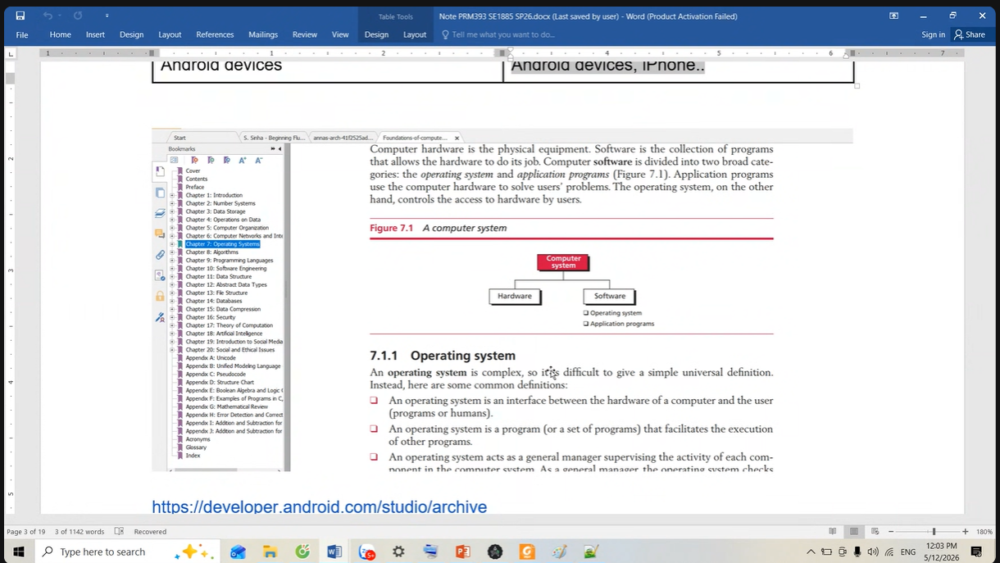 Table Tools
Note PRM393 SE1885 SP26.docx (Last saved by user) - Word (Product Activation Failed)
File Home Insert Design Layout References Mailings Review View Design Layout Tell me what you want to do... Sign in Share
1 1 2 3 4 5 6 7
Android devices Android devices, iPhone..
Start S. Sinha - Beginning Flu... annas-arch-41f2525ad... Foundations-of-compute...
Bookmarks
Cover
Contents
Preface
Chapter 1: Introduction
Chapter 2: Number Systems
Chapter 3: Data Storage
Chapter 4: Operations on Data
Chapter 5: Computer Organization
Chapter 6: Computer Networks and Inte
Chapter 7: Operating Systems
Chapter 8: Algorithms
Chapter 9: Programming Languages
Chapter 10: Software Engineering
Chapter 11: Data Structure
Chapter 12: Abstract Data Types
Chapter 13: File Structure
Chapter 14: Databases
Chapter 15: Data Compression
Chapter 16: Security
Chapter 17: Theory of Computation
Chapter 18: Artificial Intelligence
Chapter 19: Introduction to Social Media
Chapter 20: Social and Ethical Issues
Appendix A: Unicode
Appendix B: Unified Modeling Language
Appendix C: Pseudocode
Appendix D: Structure Chart
Appendix E: Boolean Algebra and Logic C
Appendix F: Examples of Programs in C,
Appendix G: Mathematical Review
Appendix H: Error Detection and Correct
Appendix I: Addition and Subtraction for
Appendix J: Addition and Subtraction for
Acronyms
Glossary
Index
Computer hardware is the physical equipment. Software is the collection of programs
that allows the hardware to do its job. Computer software is divided into two broad cate-
gories: the operating system and application programs (Figure 7.1). Application programs
use the computer hardware to solve users' problems. The operating system, on the other
hand, controls the access to hardware by users.
Figure 7.1 A computer system
Computer
system
Hardware Software
Operating system
Application programs
7.1.1 Operating system
An operating system is complex, so it is difficult to give a simple universal definition.
Instead, here are some common definitions:
An operating system is an interface between the hardware of a computer and the user
(programs or humans).
An operating system is a program (or a set of programs) that facilitates the execution
of other programs.
An operating system acts as a general manager supervising the activity of each com-
ponent in the computer system. As a general manager, the operating system checks
https://developer.android.com/studio/archive
2
3
4
5
Page 3 of 19 3 of 1142 words Recovered 180%
Type here to search 5+ ENG 12:03 PM
5/12/2026